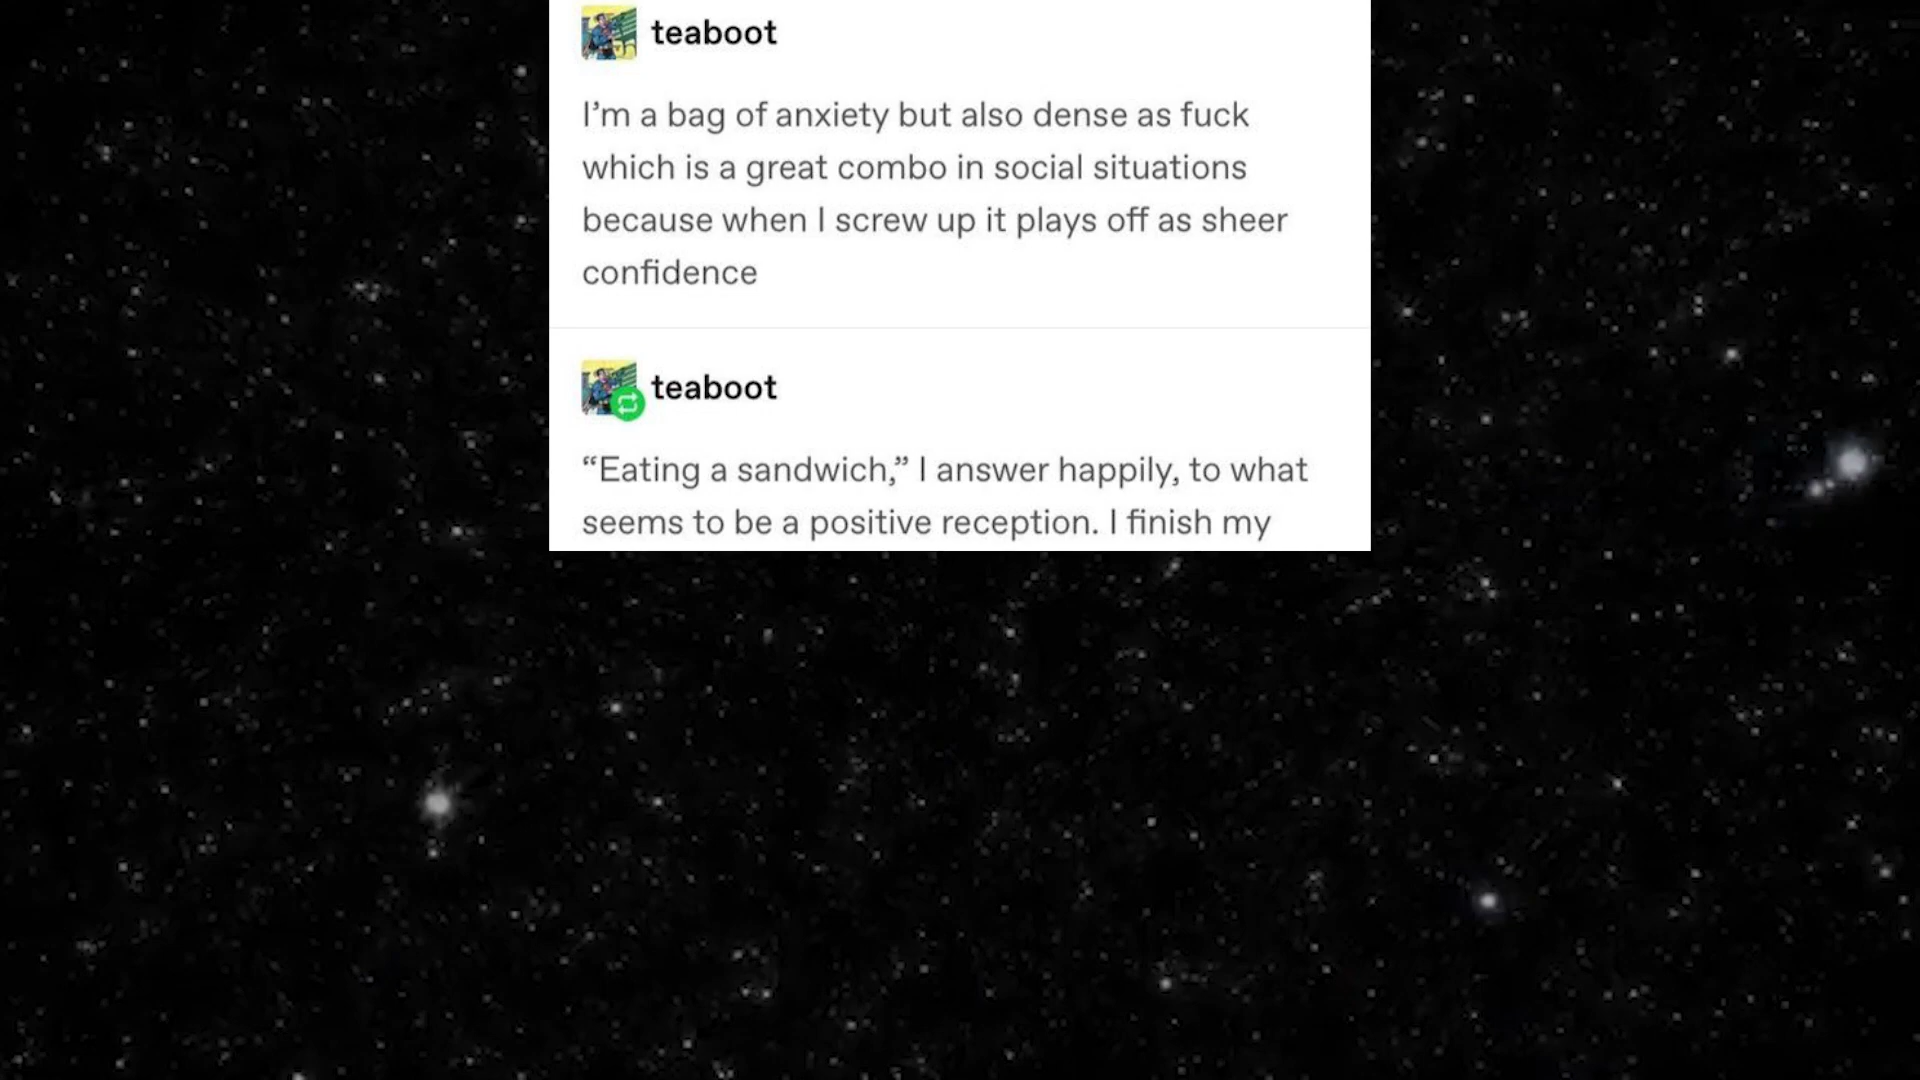 teaboot
I’m a bag of anxiety but also dense as fuck
which is a great combo in social situations
because when I screw up it plays off as sheer
confidence
teaboot
“Eating a sandwich,” I answer happily, to what
seems to be a positive reception. I finish my